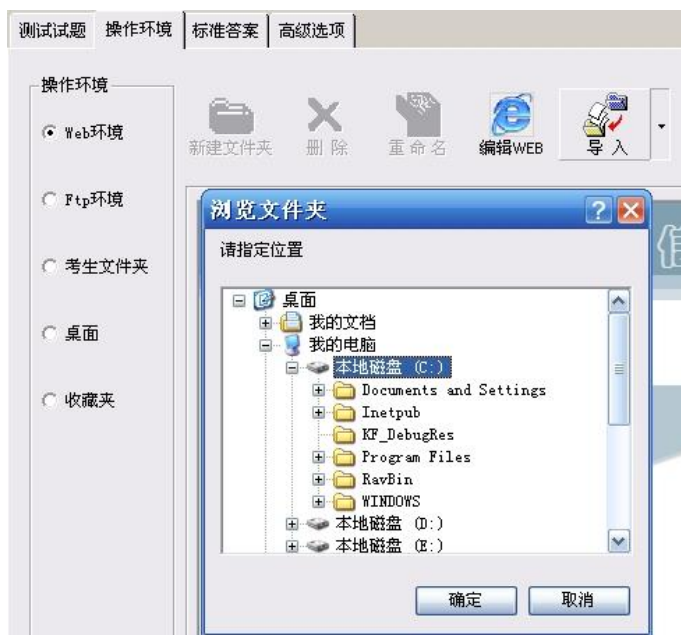 测试试题 操作环境 标准答案 高级选项
操作环境
Web环境
新建文件夹 删除 重命名 编辑WEB 导入
Ftp环境
浏览文件夹
请指定位置
考生文件夹
桌面
我的文档
桌面
我的电脑
本地磁盘 (C:)
Documents and Settings
收藏夹
Inetpub
KF_DebugRes
Program Files
RavBin
WINDOWS
本地磁盘 (D:)
本地磁盘 (E:)
确定 取消